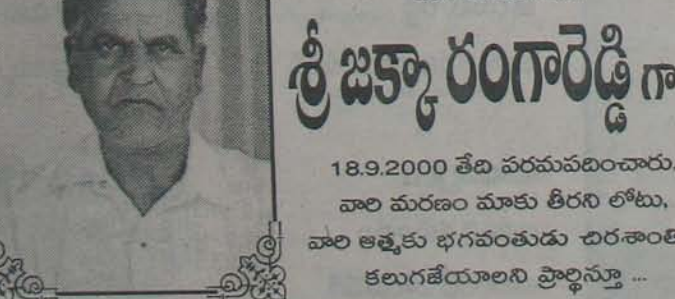 శ్రీ జక్కా రంగారెడ్డి గా
18.9.2000 తేది పరమపదించారు.
వారి మరణం మాకు తీరని లోటు,
వారి ఆత్మకు భగవంతుడు చిరశాంతి
కలుగజేయాలని ప్రార్థిస్తూ ...